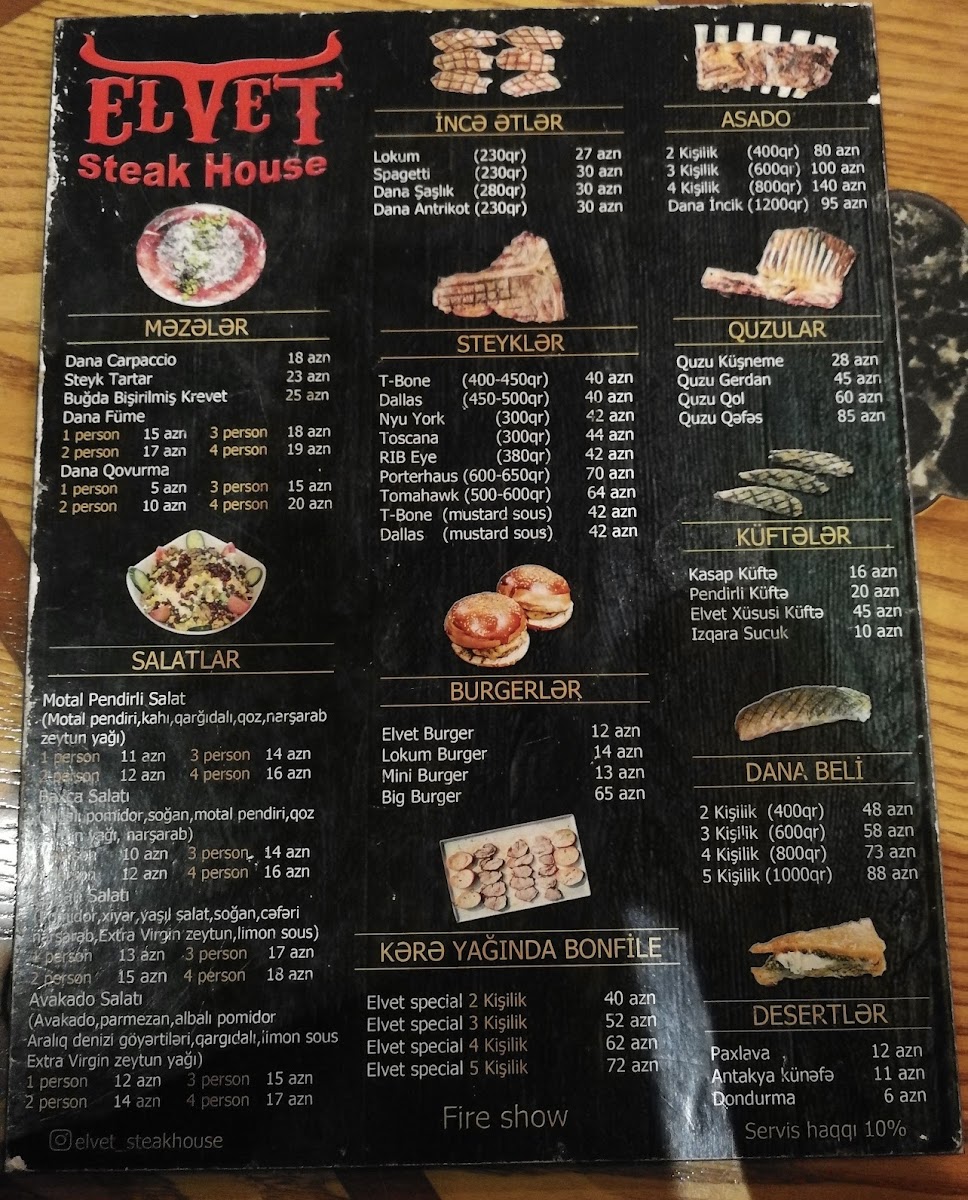 ELVET
Steak House
MƏZƏLƏR
Dana Carpaccio 18 azn
Steyk Tartar 23 azn
Buğda Bişirilmiş Krevet 25 azn
Dana Füme
1 person 15 azn 3 person 18 azn
2 person 17 azn 4 person 19 azn
Dana Qovurma
1 person 5 azn 3 person 15 azn
2 person 10 azn 4 person 20 azn
SALATLAR
Motal Pendirli Salat
(Motal pendiri,kahı,qarğıdalı,qoz,narşarab
zeytun yağı)
1 person 11 azn 3 person 14 azn
2 person 12 azn 4 person 16 azn
Salatı
pomidor,soğan,motal pendiri,qoz
yağı, narşarab)
10 azn 3 person 14 azn
12 azn 4 person 16 azn
Salatı
xiyar,yaşıl salat,soğan,cəfəri
Extra Virgin zeytun,limon sous)
1 person 13 azn 3 person 17 azn
2 person 15 azn 4 person 18 azn
Avakado Salatı
(Avakado,parmezan,albalı pomidor
Aralıq denizi göyərtiləri,qargıdalı,limon sous
Extra Virgin zeytun yağı)
1 person 12 azn 3 person 15 azn
2 person 14 azn 4 person 17 azn
elvet_steakhouse
İNCƏ ƏTLƏR
Lokum (230qr) 27 azn
Spagetti (230qr) 30 azn
Dana Şaşlık (280qr) 30 azn
Dana Antrikot (230qr) 30 azn
STEYKLƏR
T-Bone (400-450qr) 40 azn
Dallas (450-500qr) 40 azn
Nyu York (300qr) 42 azn
Toscana (300qr) 44 azn
RIB Eye (380qr) 42 azn
Porterhaus (600-650qr) 70 azn
Tomahawk (500-600qr) 64 azn
T-Bone (mustard sous) 42 azn
Dallas (mustard sous) 42 azn
BURGERLƏR
Elvet Burger 12 azn
Lokum Burger 14 azn
Mini Burger 13 azn
Big Burger 65 azn
KƏRƏ YAĞINDA BONFİLE
Elvet special 2 Kişilik 40 azn
Elvet special 3 Kişilik 52 azn
Elvet special 4 Kişilik 62 azn
Elvet special 5 Kişilik 72 azn
Fire show
ASADO
2 Kişilik (400qr) 80 azn
3 Kişilik (600qr) 100 azn
4 Kişilik (800qr) 140 azn
Dana İncik (1200qr) 95 azn
QUZULAR
Quzu Küşneme 28 azn
Quzu Gerdan 45 azn
Quzu Qol 60 azn
Quzu Qəfəs 85 azn
KÜFTƏLƏR
Kasap Küftə 16 azn
Pendirli Küftə 20 azn
Elvet Xüsusi Küftə 45 azn
Izqara Sucuk 10 azn
DANA BELİ
2 Kişilik (400qr) 48 azn
3 Kişilik (600qr) 58 azn
4 Kişilik (800qr) 73 azn
5 Kişilik (1000qr) 88 azn
DESERTLƏR
Paxlava 12 azn
Antakya künəfə 11 azn
Dondurma 6 azn
Servis haqqı 10%